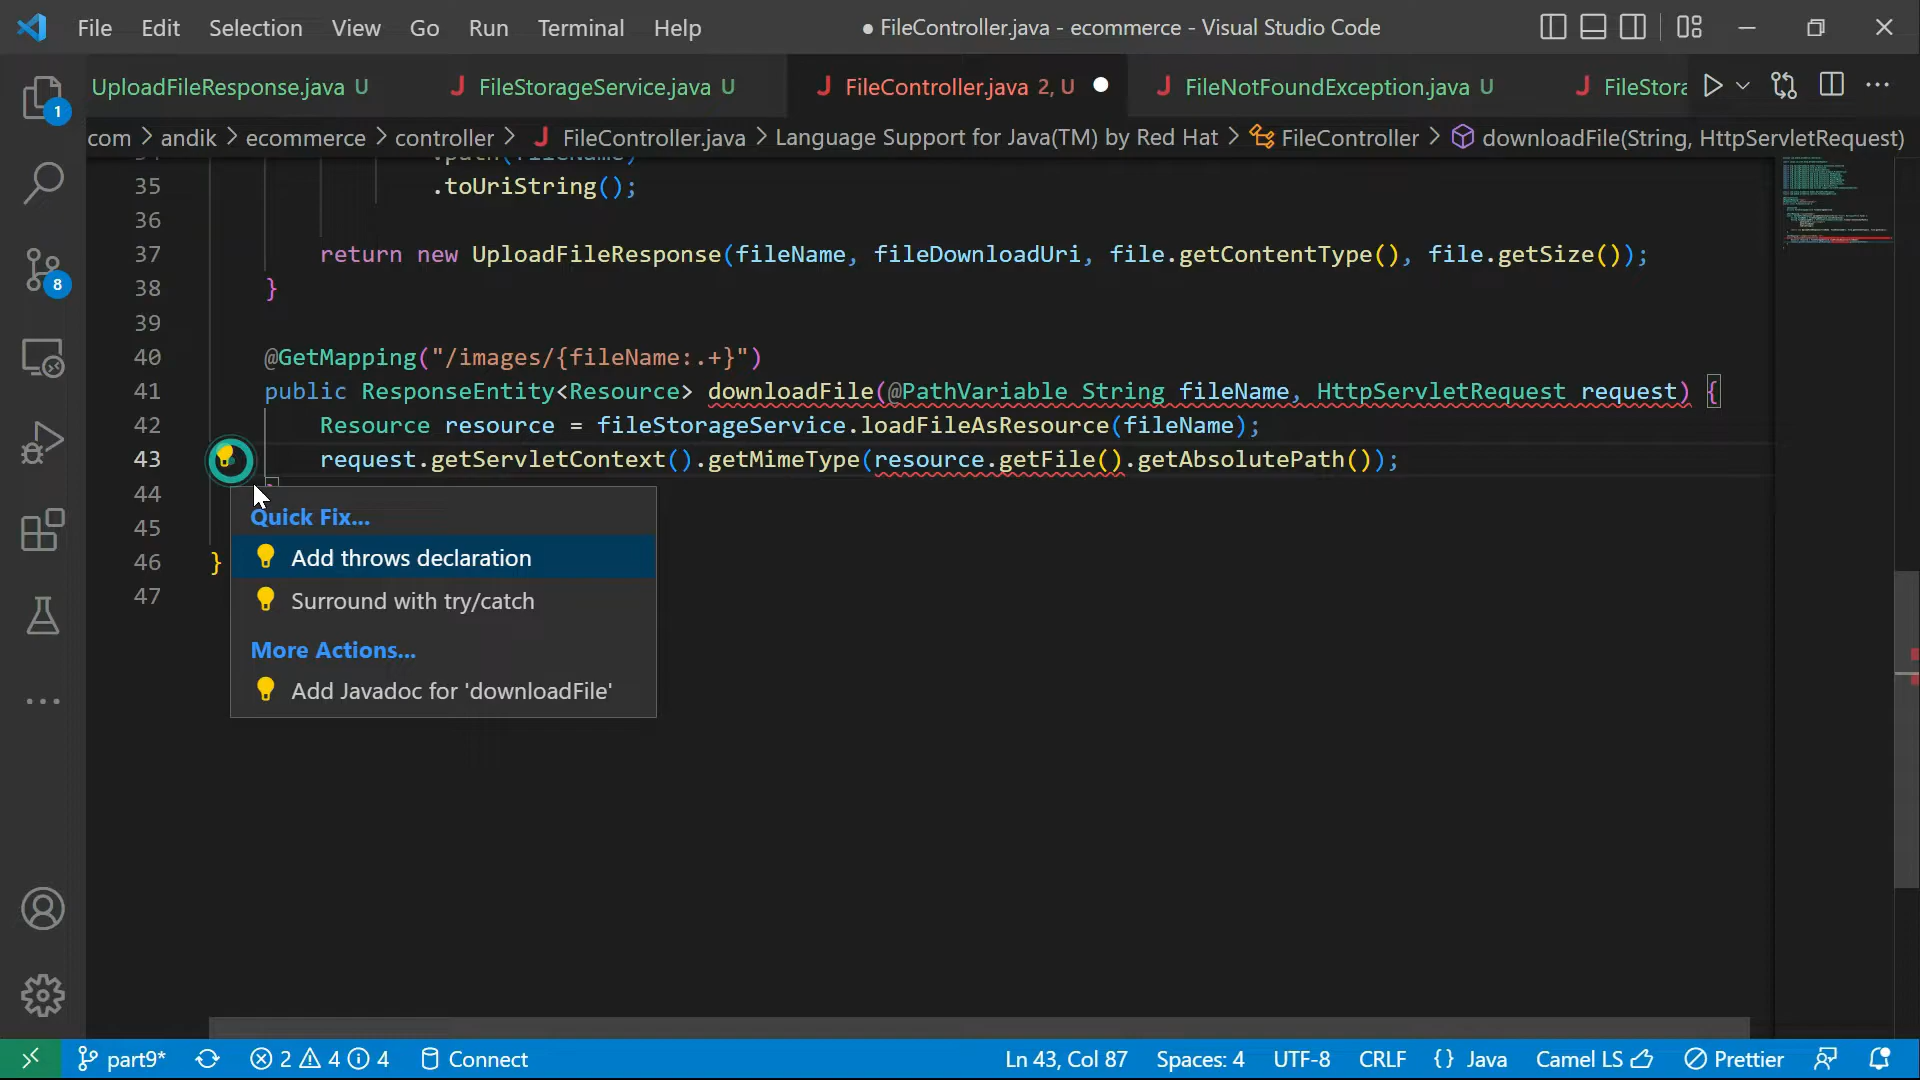 File Edit Selection View Go Run Terminal Help ● FileController.java - ecommerce - Visual Studio Code
UploadFileResponse.java U FileStorageService.java U FileController.java 2, U FileNotFoundException.java U FileStora
com > andik > ecommerce > controller > FileController.java > Language Support for Java(TM) by Red Hat > FileController > downloadFile(String, HttpServletRequest)
1
35 .toUriString();
36
37 return new UploadFileResponse(fileName, fileDownloadUri, file.getContentType(), file.getSize());
8
38 }
39
40 @GetMapping("/images/{fileName:.+}")
41 public ResponseEntity<Resource> downloadFile(@PathVariable String fileName, HttpServletRequest request) {
42 Resource resource = fileStorageService.loadFileAsResource(fileName);
43 request.getServletContext().getMimeType(resource.getFile().getAbsolutePath());
44
45
46 }
47
Quick Fix...
Add throws declaration
Surround with try/catch
More Actions...
Add Javadoc for 'downloadFile'
part9* 2 4 4 Connect Ln 43, Col 87 Spaces: 4 UTF-8 CRLF {} Java Camel LS Prettier